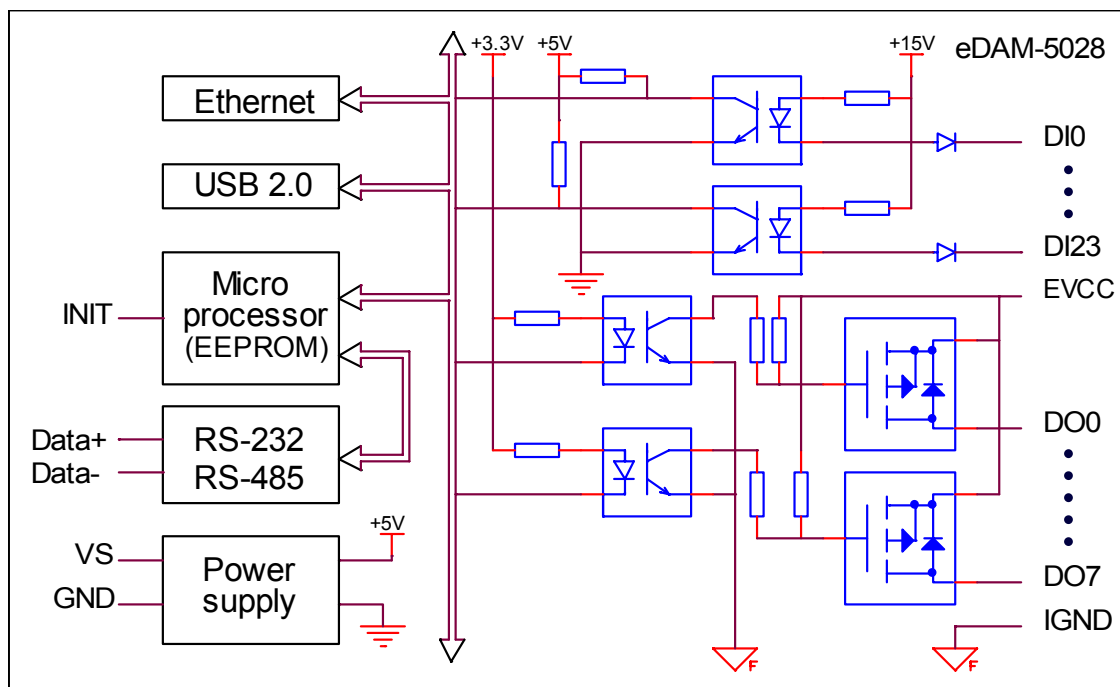 +3.3V
+5V
+15V
eDAM-5028
Ethernet
DI0
USB 2.0
DI23
Micro
processor
(EEPROM)
INIT
EVCC
Data+
Data-
RS-232
RS-485
DO0
+5V
VS
GND
Power
supply
DO7
IGND
F
F